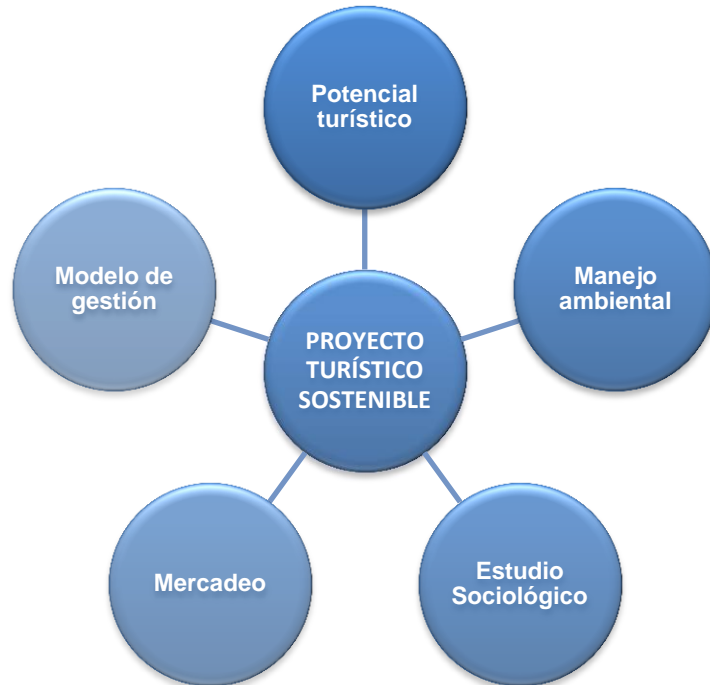 Potencial
turístico
Modelo de
gestión
Manejo
ambiental
PROYECTO
TURÍSTICO
SOSTENIBLE
Mercadeo
Estudio
Sociológico